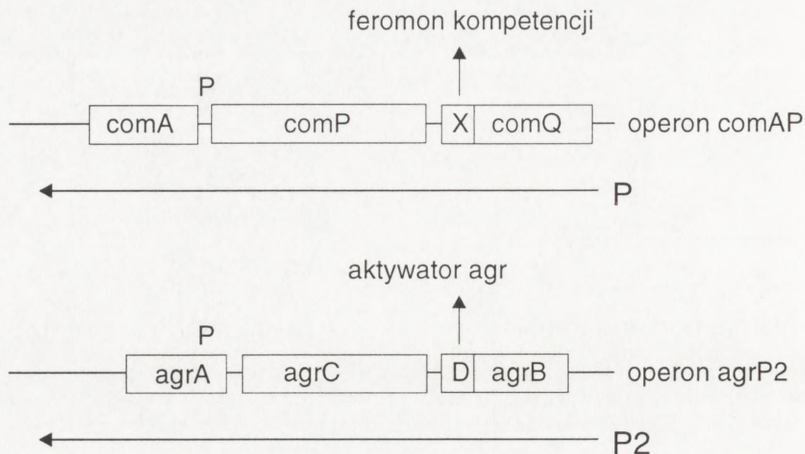 feromon kompetencji
P
comA comP X comQ operon comAP
P
aktywator agr
P
agrA agrC D agrB operon agrP2
P2